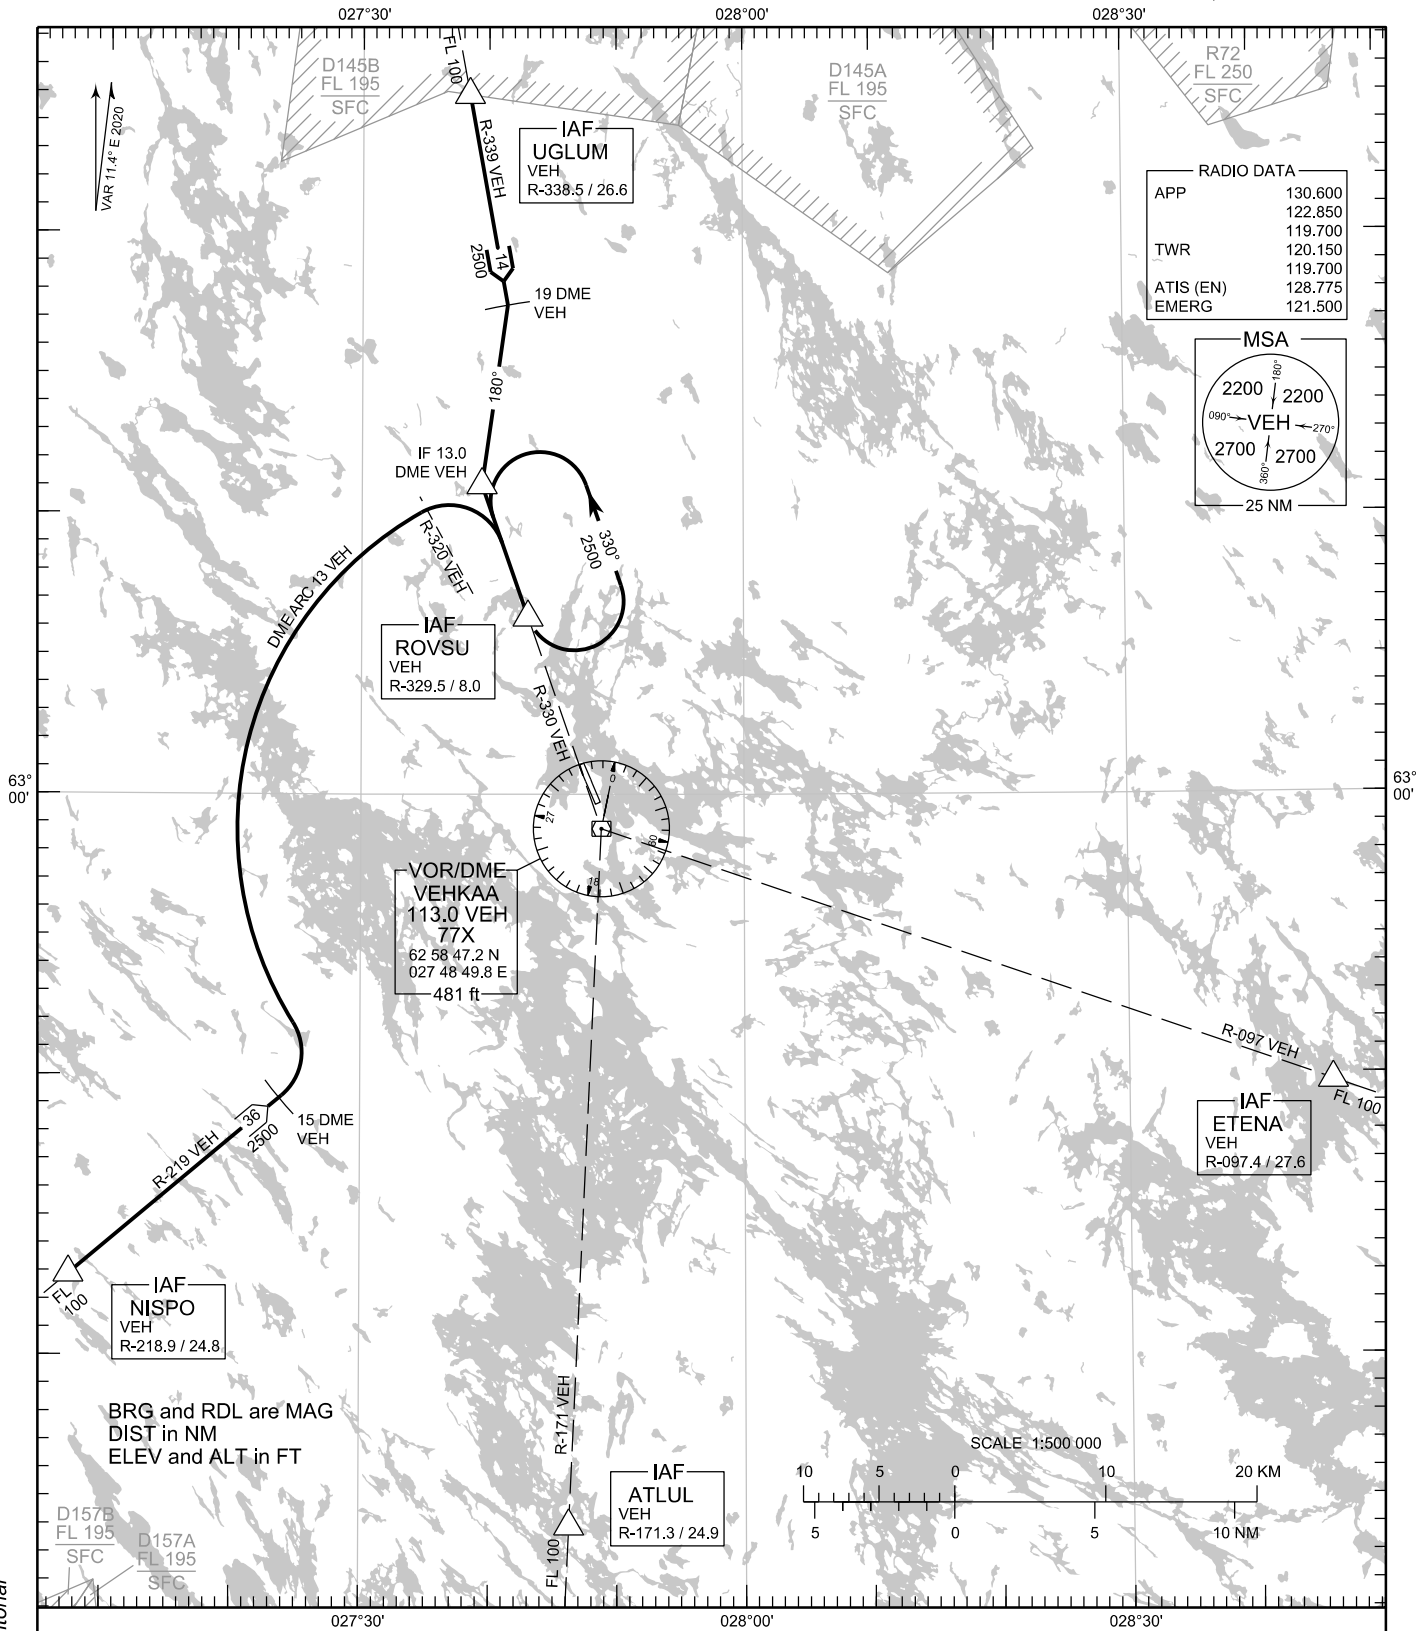 027°30'
028°00'
028°30'
FL 100
D145B
FL 195
SFC
D145A
FL 195
SFC
R72
FL 250
SFC
VAR 11.4° E 2020
R-339 VEH
IAF
UGLUM
VEH
R-338.5 / 26.6
RADIO DATA
APP 130.600
122.850
119.700
TWR 120.150
119.700
ATIS (EN) 128.775
EMERG 121.500
14
2500
19 DME
VEH
MSA
180°
2200
2200
090°
VEH
270°
2700
2700
360°
25 NM
180°
IF 13.0
DME VEH
330°
2500
R-320 VEH
DME ARC 13 VEH
IAF
ROVSU
VEH
R-329.5 / 8.0
R-330 VEH
63°
00'
63°
00'
0
27
60
18
VOR/DME
VEHKAA
113.0 VEH
77X
62 58 47.2 N
027 48 49.8 E
481 ft
R-097 VEH
FL 100
IAF
ETENA
VEH
R-097.4 / 27.6
15 DME
VEH
36
2500
R-219 VEH
FL
100
IAF
NISPO
VEH
R-218.9 / 24.8
BRG and RDL are MAG
DIST in NM
ELEV and ALT in FT
R-171 VEH
SCALE 1:500 000
10 5 0 10 20 KM
5 0 5 10 NM
IAF
ATLUL
VEH
R-171.3 / 24.9
FL 100
D157B
FL 195
SFC
D157A
FL 195
SFC
027°30'
028°00'
028°30'